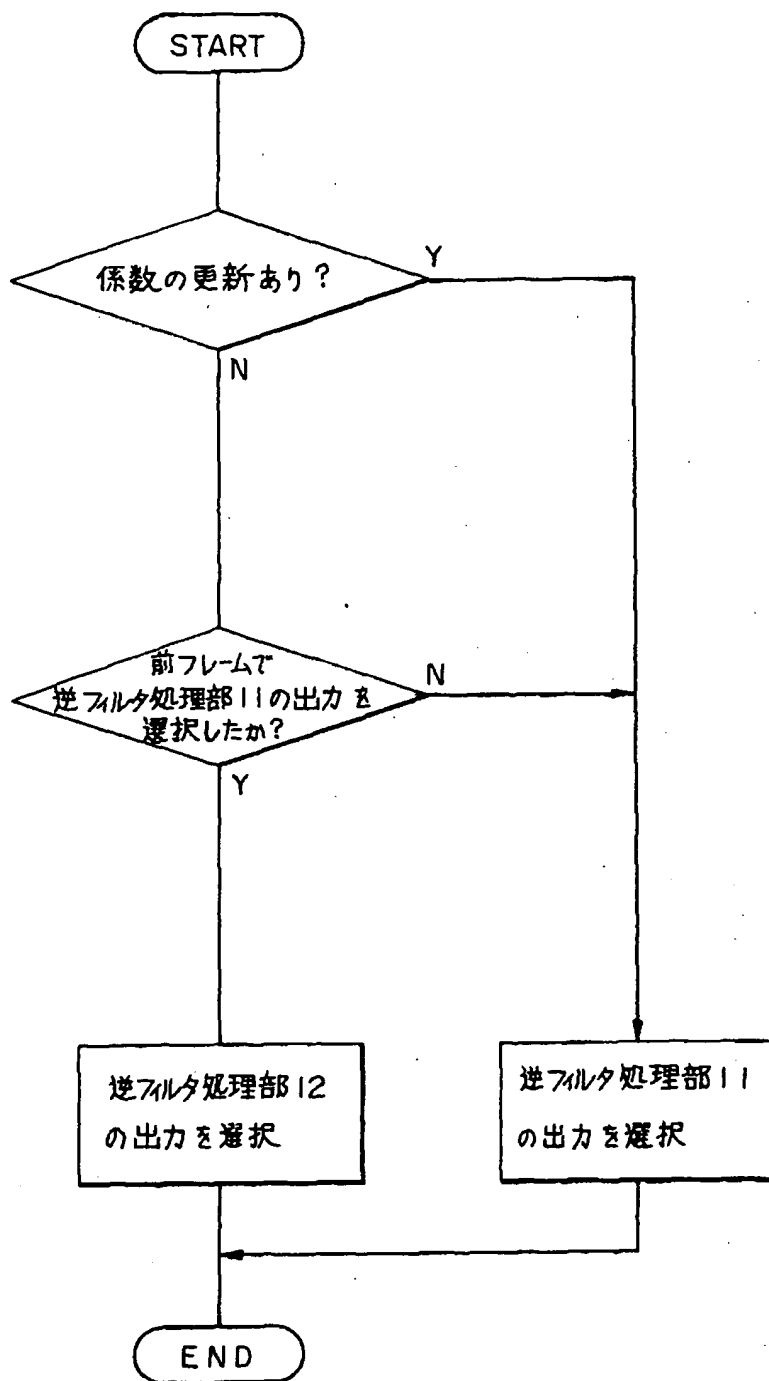 START
係数の更新あり?
Y
N
前フレームで
逆フィルタ処理部11の出力を
選択したか?
N
Y
逆フィルタ処理部12
の出力を選択
逆フィルタ処理部11
の出力を選択
END